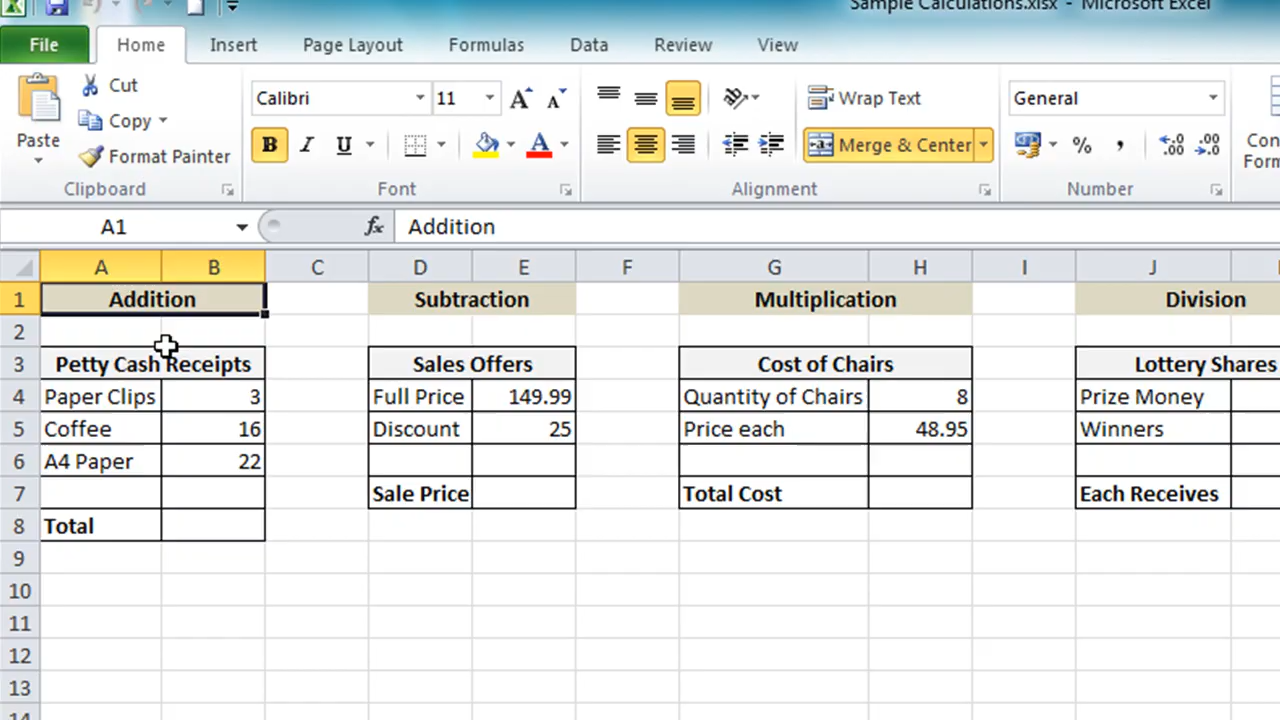 Sample Calculations.xlsx - Microsoft Excel
File Home Insert Page Layout Formulas Data Review View
Cut
Copy
Format Painter
Paste
Clipboard
Calibri 11
B I U
A
Font
Wrap Text
Merge & Center
Alignment
General
% ,
Number
A1 fx Addition
A B C D E F G H I J
1 Addition Subtraction Multiplication Division
2
3 Petty Cash Receipts Sales Offers Cost of Chairs Lottery Shares
4 Paper Clips 3 Full Price 149.99 Quantity of Chairs 8 Prize Money
5 Coffee 16 Discount 25 Price each 48.95 Winners
6 A4 Paper 22
7 Sale Price Total Cost Each Receives
8 Total
9
10
11
12
13
14